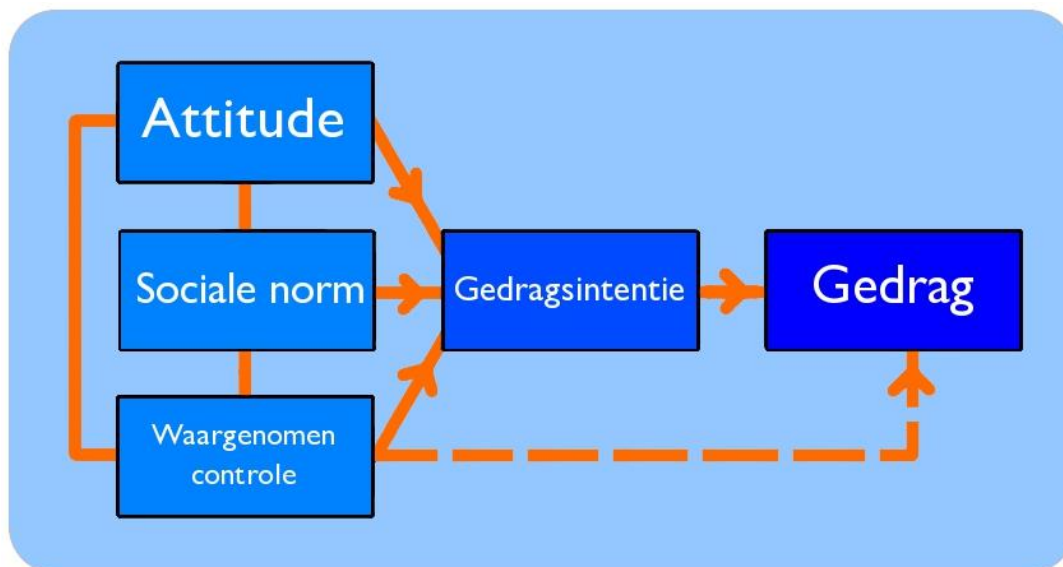 Attitude
Sociale norm
Waargenomen
controle
Gedragsintentie
Gedrag